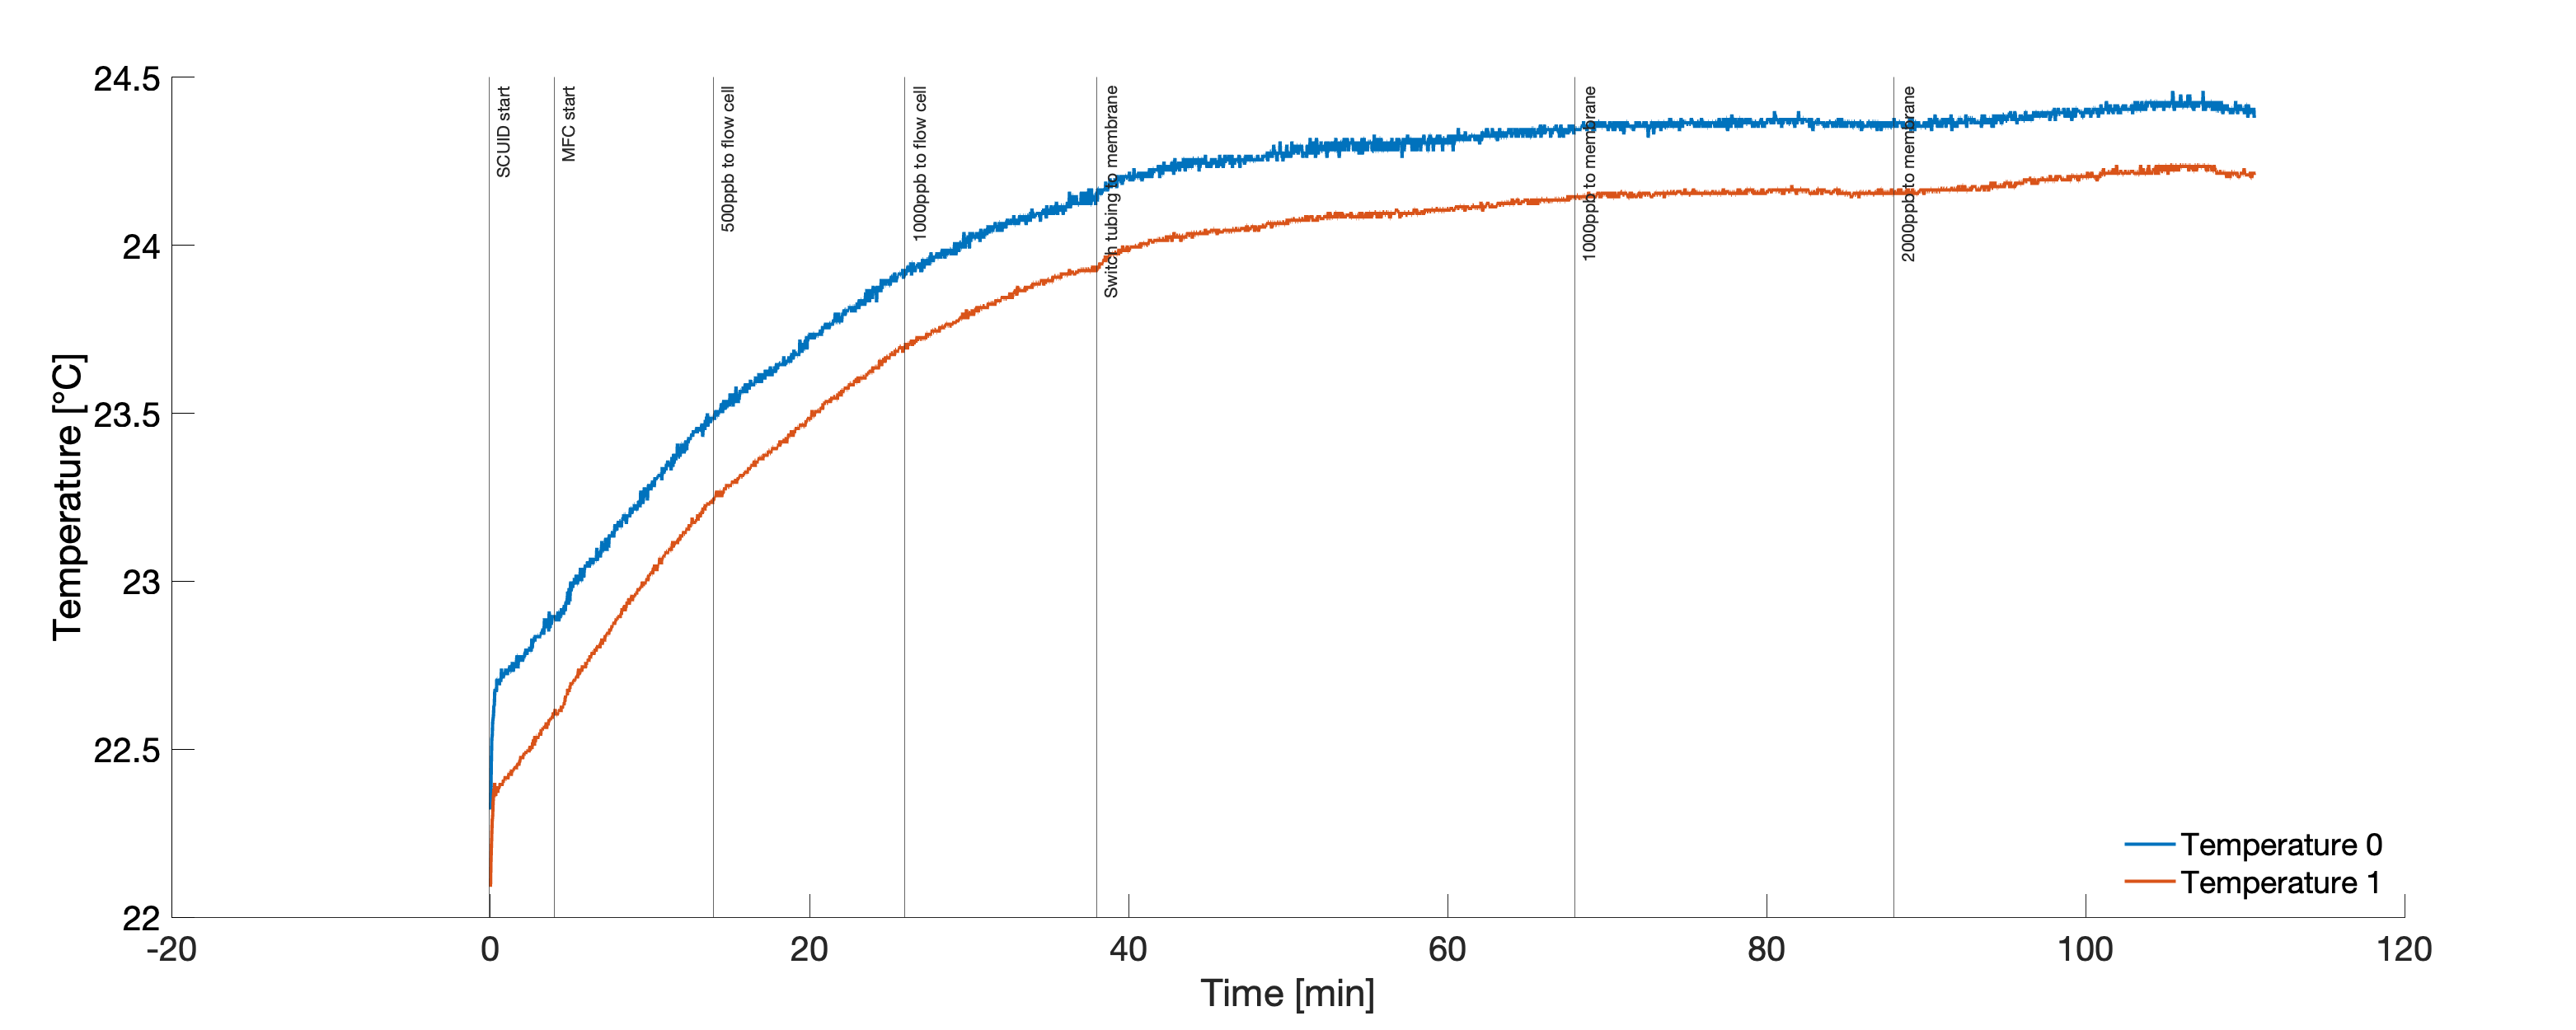 24.5
24
23.5
23
22.5
22
Temperature [°C]
SCUID start
MFC start
500ppb to flow cell
1000ppb to flow cell
Switch tubing to membrane
1000ppb to membrane
2000ppb to membrane
Temperature 0
Temperature 1
-20 0 20 40 60 80 100 120
Time [min]